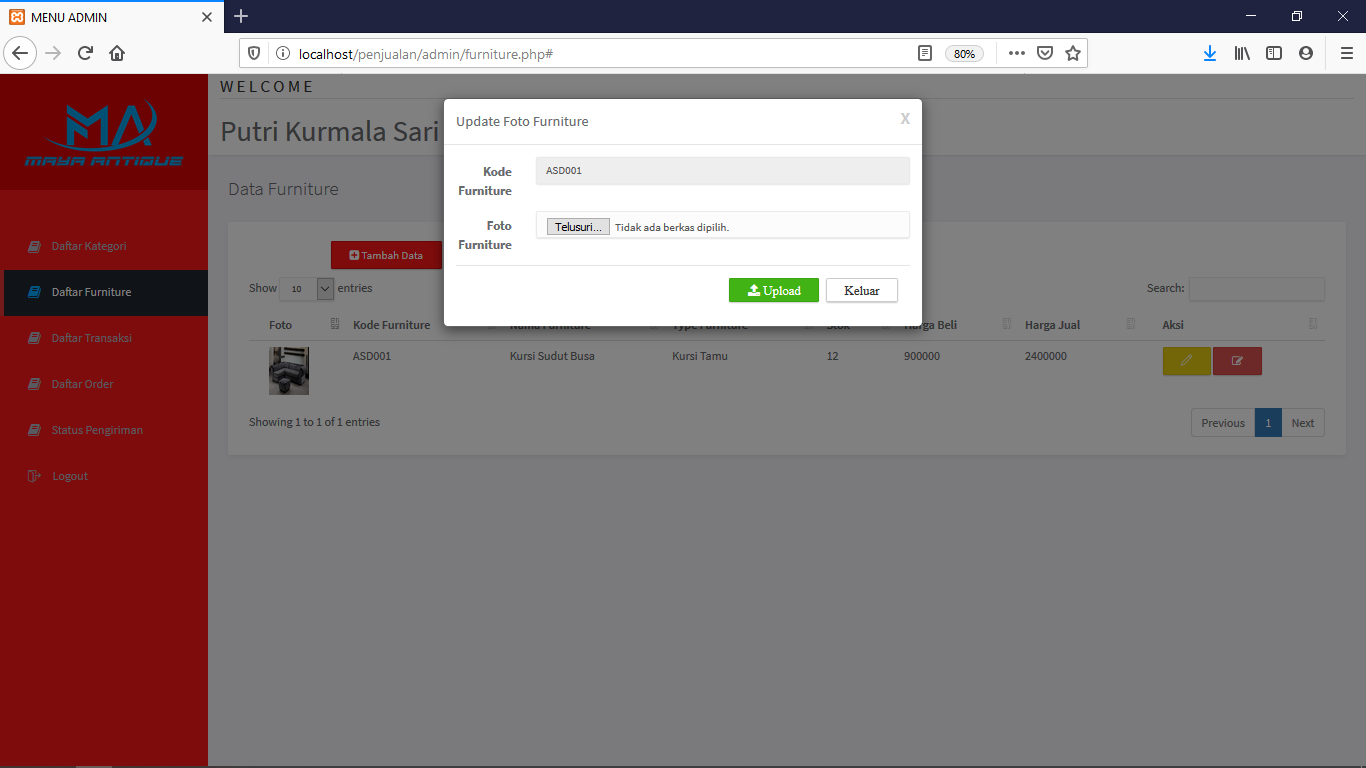 MENU ADMIN
localhost/penjualan/admin/furniture.php#
80%
MA
MAYA ANTIQUE
WELCOME
Putri Kurmala Sari
Update Foto Furniture
X
Kode Furniture
ASD001
Foto Furniture
Telusuri... Tidak ada berkas dipilih.
Upload Keluar
Daftar Kategori
Daftar Furniture
Daftar Transaksi
Daftar Order
Status Pengiriman
Logout
Data Furniture
Tambah Data
Show 10 entries
Search:
Foto Kode Furniture Nama Furniture Type Furniture Stok Harga Beli Harga Jual Aksi
ASD001 Kursi Sudut Busa Kursi Tamu 12 900000 2400000
Showing 1 to 1 of 1 entries
Previous 1 Next